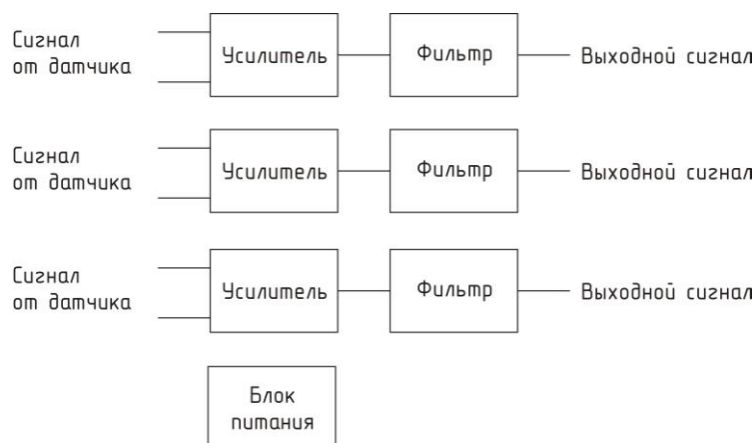 Сигнал
от датчика
Усилитель
Фильтр
Выходной сигнал
Сигнал
от датчика
Усилитель
Фильтр
Выходной сигнал
Сигнал
от датчика
Усилитель
Фильтр
Выходной сигнал
Блок
питания